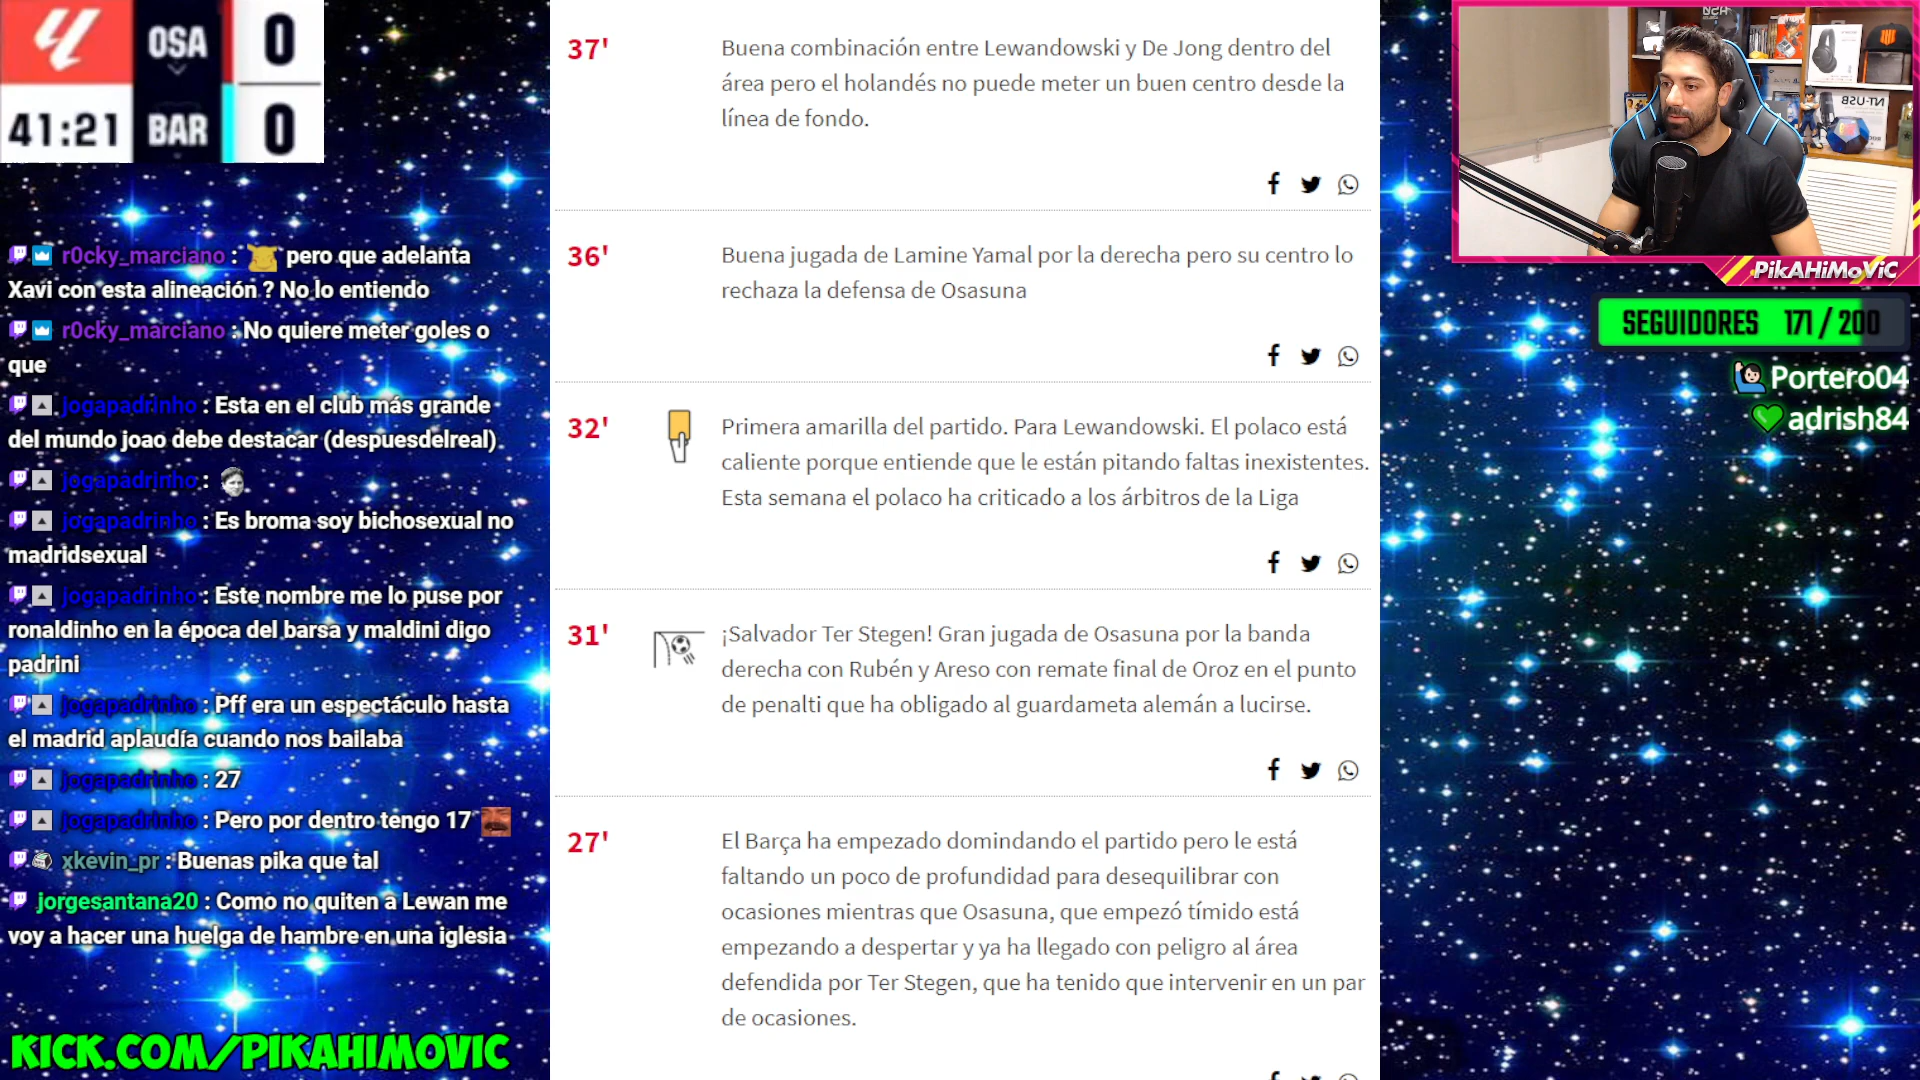 OSA 0
41:21 BAR 0
r0cky_marciano : pero que adelanta
Xavi con esta alineación ? No lo entiendo
r0cky_marciano : No quiere meter goles o
que
jogapadrinho : Esta en el club más grande
del mundo joao debe destacar (despuesdelreal)
jogapadrinho :
jogapadrinho : Es broma soy bichosexual no
madridsexual
jogapadrinho : Este nombre me lo puse por
ronaldinho en la época del barsa y maldini digo
padrini
jogapadrinho : Pff era un espectáculo hasta
el madrid aplaudía cuando nos bailaba
jogapadrinho : 27
jogapadrinho : Pero por dentro tengo 17
xkevin_pr : Buenas pika que tal
jorgesantana20 : Como no quiten a Lewan me
voy a hacer una huelga de hambre en una iglesia
KICK.COM/PIKAHIMOVIC
37' Buena combinación entre Lewandowski y De Jong dentro del
área pero el holandés no puede meter un buen centro desde la
línea de fondo.
36' Buena jugada de Lamine Yamal por la derecha pero su centro lo
rechaza la defensa de Osasuna
32' Primera amarilla del partido. Para Lewandowski. El polaco está
caliente porque entiende que le están pitando faltas inexistentes.
Esta semana el polaco ha criticado a los árbitros de la Liga
31' ¡Salvador Ter Stegen! Gran jugada de Osasuna por la banda
derecha con Rubén y Areso con remate final de Oroz en el punto
de penalti que ha obligado al guardameta alemán a lucirse.
27' El Barça ha empezado domindando el partido pero le está
faltando un poco de profundidad para desequilibrar con
ocasiones mientras que Osasuna, que empezó tímido está
empezando a despertar y ya ha llegado con peligro al área
defendida por Ter Stegen, que ha tenido que intervenir en un par
de ocasiones.
NT-USB
PikAHiMoViC
SEGUIDORES 171 / 200
Portero04
adrish84